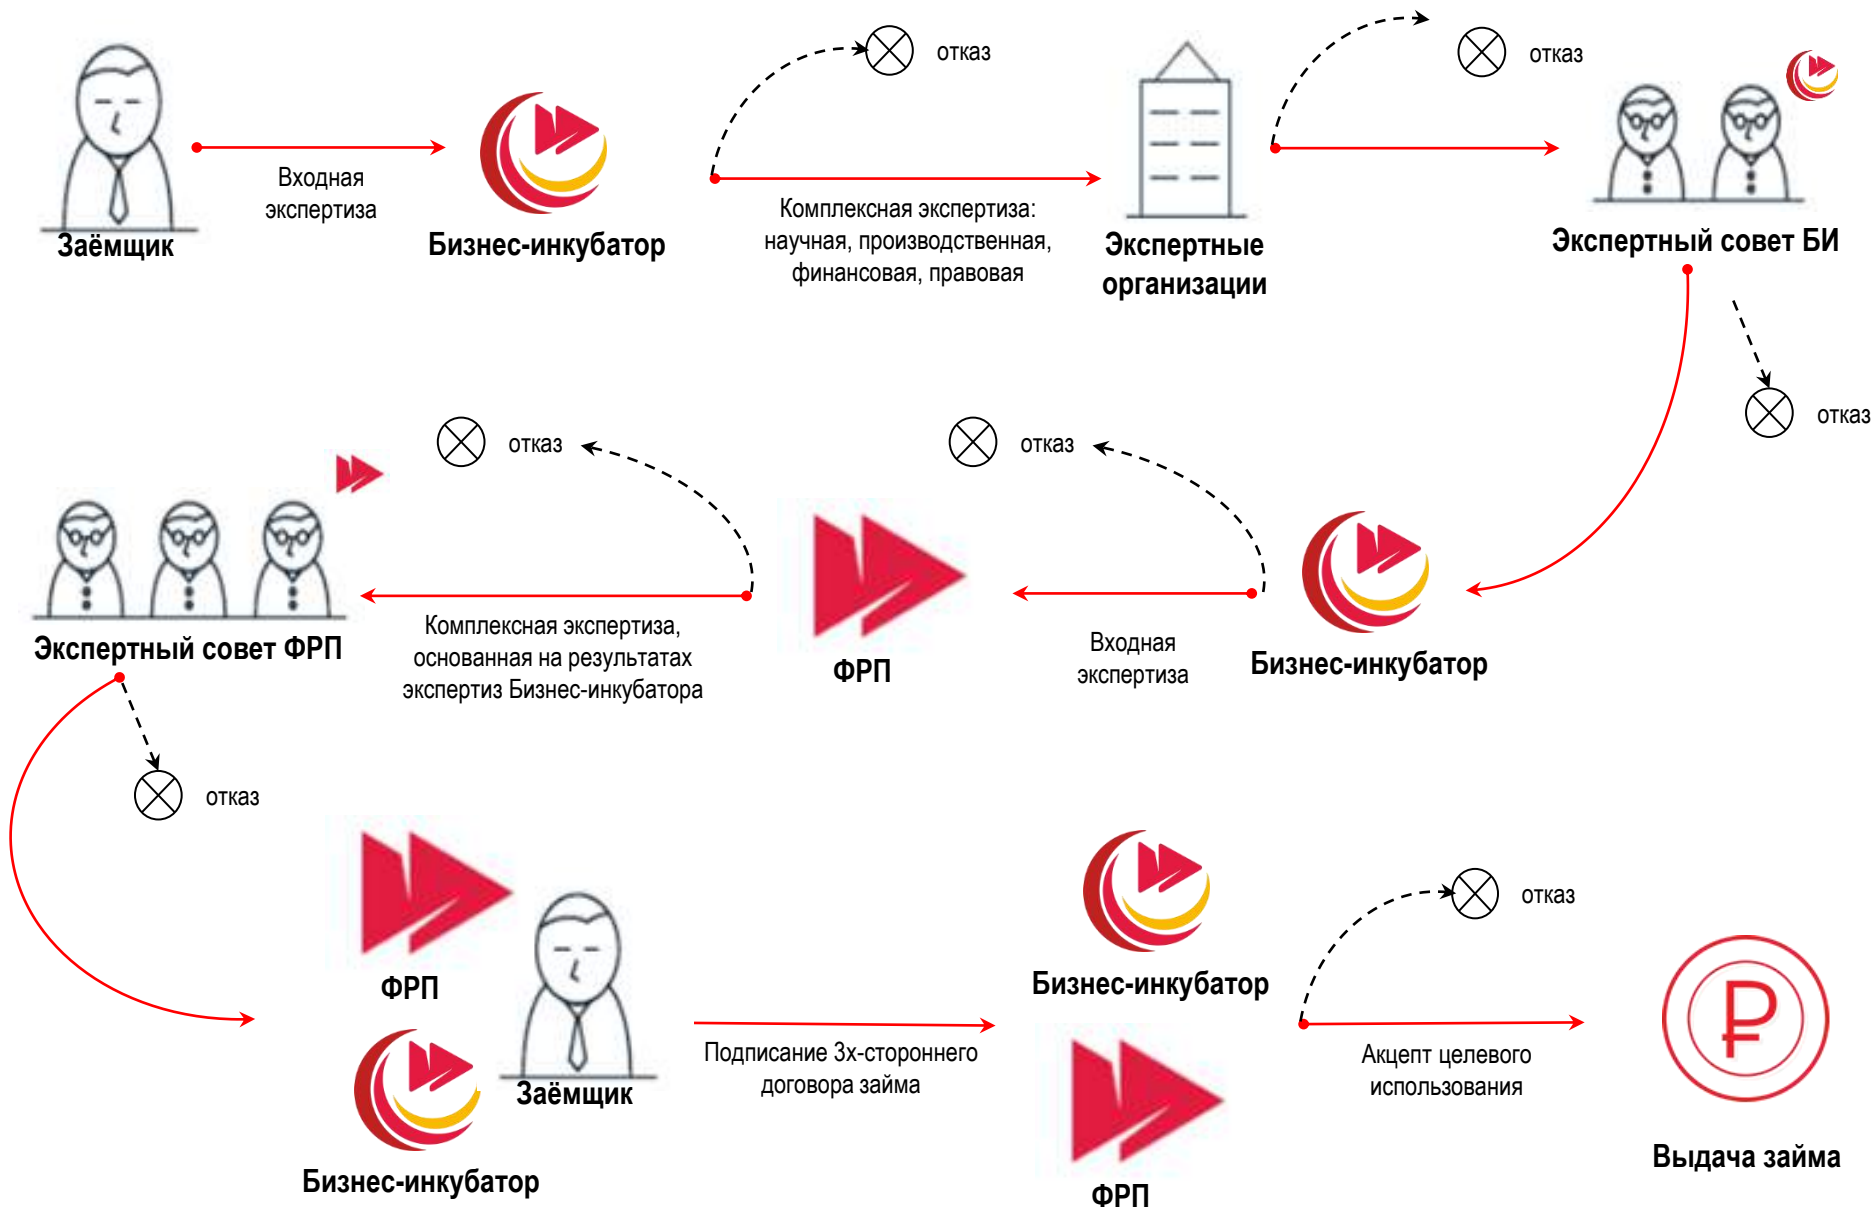 отказ
отказ
Входная
экспертиза
Заёмщик
Бизнес-инкубатор
Комплексная экспертиза:
научная, производственная,
финансовая, правовая
Экспертные
организации
Экспертный совет БИ
отказ
отказ
отказ
Экспертный совет ФРП
Комплексная экспертиза,
основанная на результатах
экспертиз Бизнес-инкубатора
ФРП
Входная
экспертиза
Бизнес-инкубатор
отказ
ФРП
Заёмщик
Бизнес-инкубатор
Подписание 3х-стороннего
договора займа
Бизнес-инкубатор
ФРП
отказ
Акцепт целевого
использования
Выдача займа